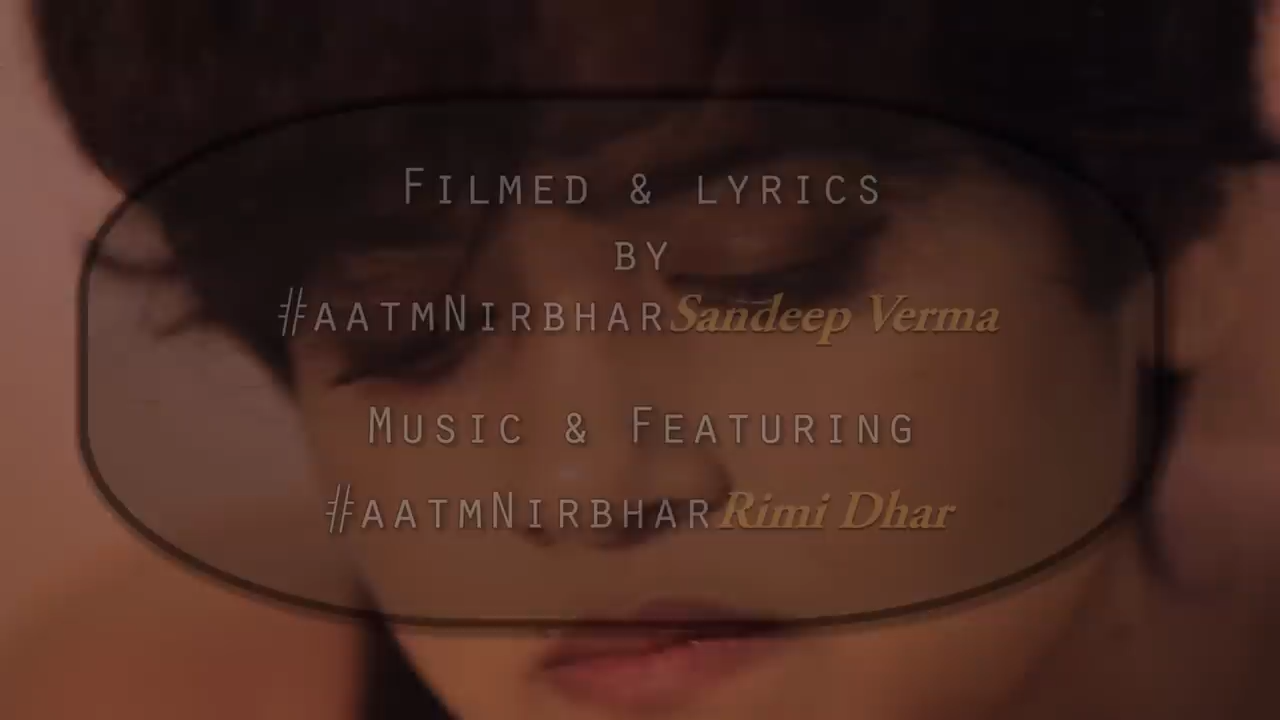 Filmed & lyrics
by
#aatmNirbharSandeep Verma
Music & Featuring
#aatmNirbharRimi Dhar